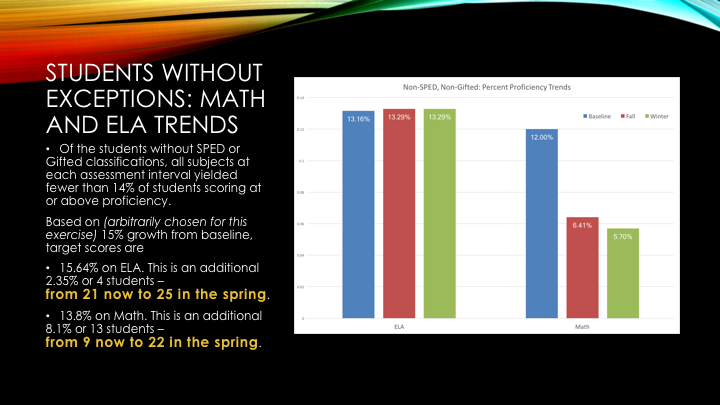 STUDENTS WITHOUT
EXCEPTIONS: MATH
AND ELA TRENDS
• Of the students without SPED or
Gifted classifications, all subjects at
each assessment interval yielded
fewer than 14% of students scoring at
or above proficiency.
Based on (arbitrarily chosen for this
exercise) 15% growth from baseline,
target scores are
• 15.64% on ELA. This is an additional
2.35% or 4 students –
from 21 now to 25 in the spring.
• 13.8% on Math. This is an additional
8.1% or 13 students –
from 9 now to 22 in the spring.
Non-SPED, Non-Gifted: Percent Proficiency Trends
Baseline Fall Winter
0.14
0.12
0.1
0.08
0.06
0.04
0.02
0
13.16% 13.29% 13.29%
12.00%
6.41%
5.70%
ELA Math